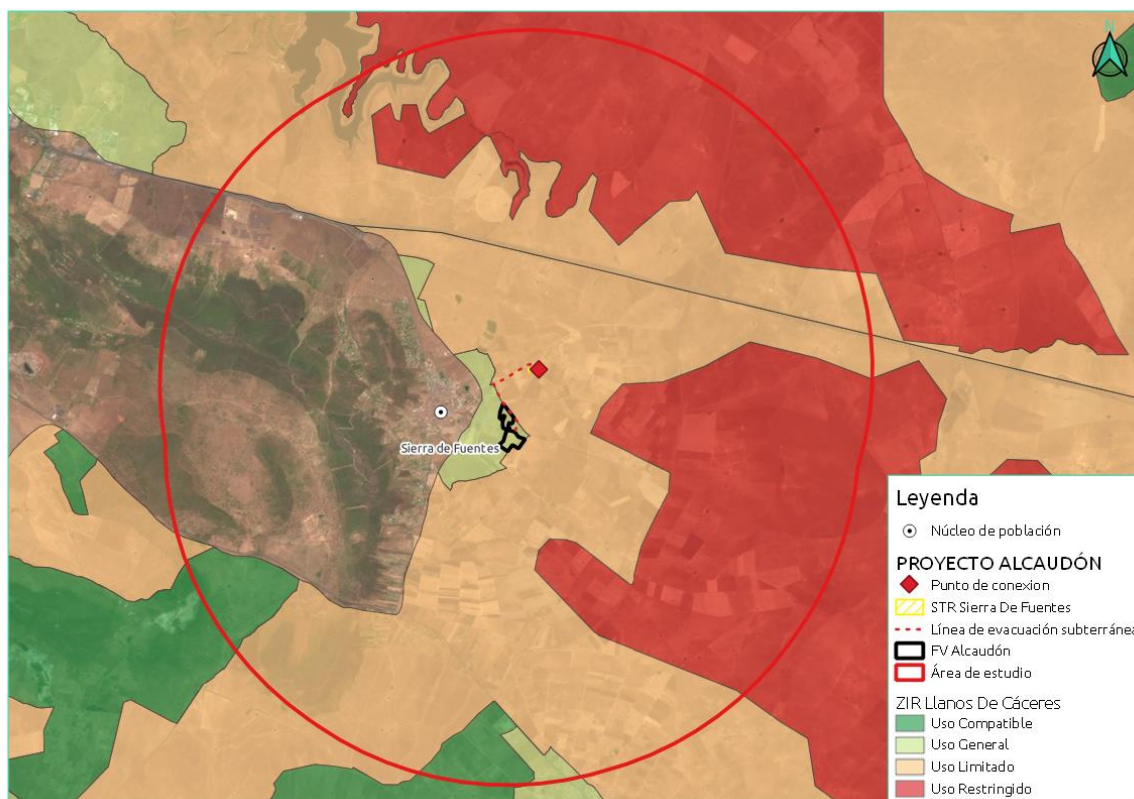 N
Sierra de Fuentes
Leyenda
Núcleo de población
PROYECTO ALCAUDÓN
Punto de conexion
STR Sierra De Fuentes
Línea de evacuación subterránea
FV Alcaudón
Área de estudio
ZIR Llanos De Cáceres
Uso Compatible
Uso General
Uso Limitado
Uso Restringido